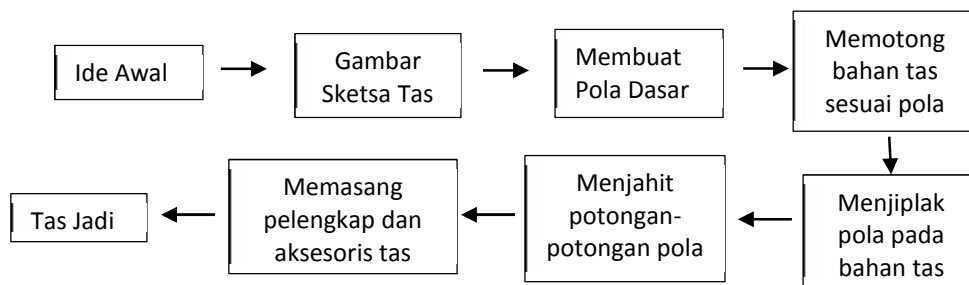 Ide Awal
Gambar
Sketsa Tas
Membuat
Pola Dasar
Memotong
bahan tas
sesuai pola
Menjiplak
pola pada
bahan tas
Menjahit
potongan-
potongan pola
Memasang
pelengkap dan
aksesoris tas
Tas Jadi